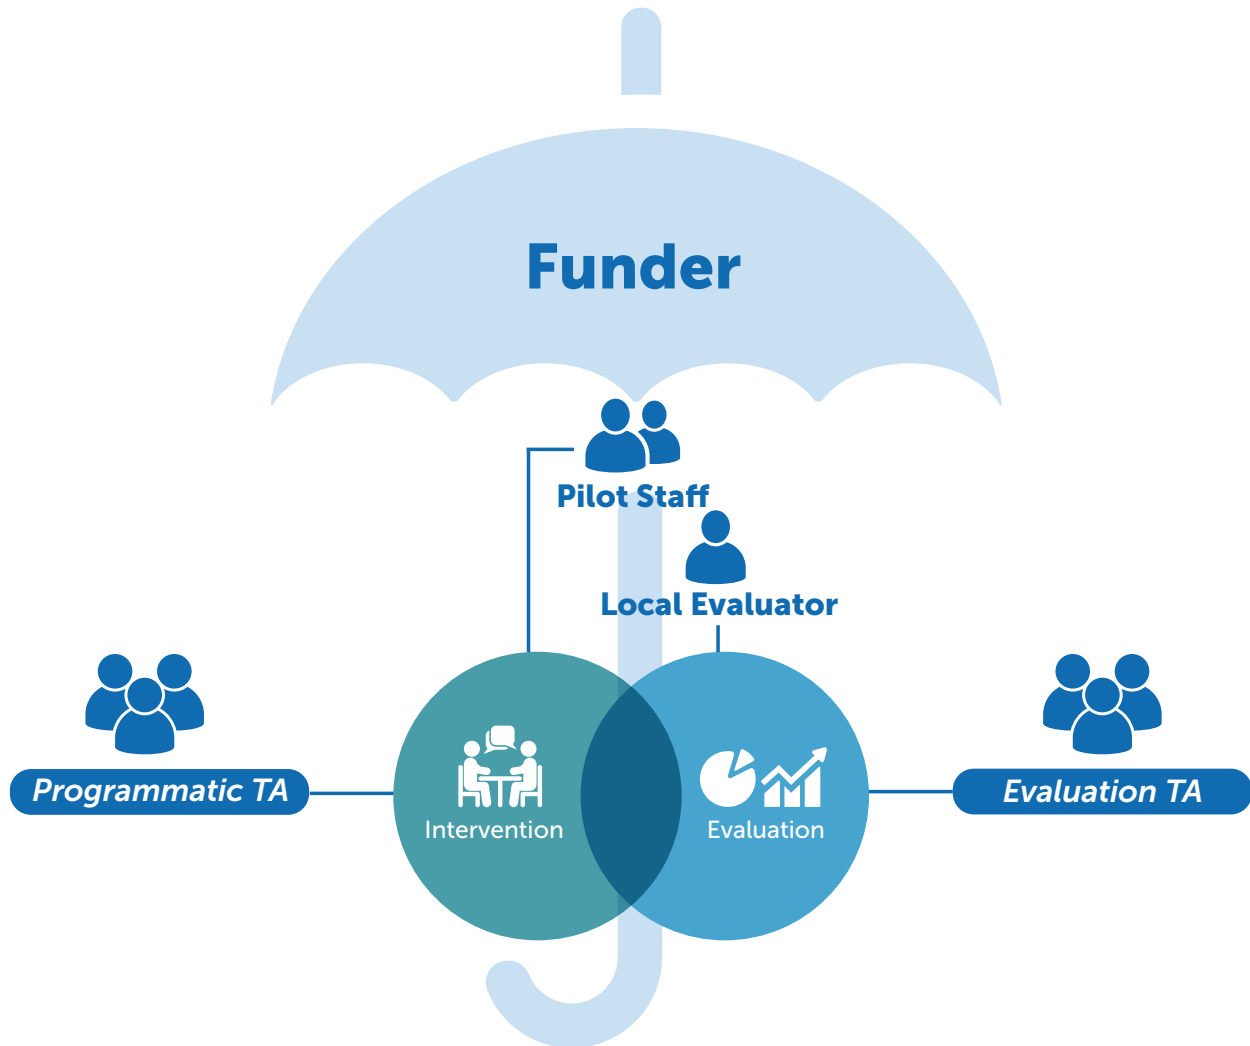 Funder
Pilot Staff
Local Evaluator
Programmatic TA
Intervention
Evaluation
Evaluation TA